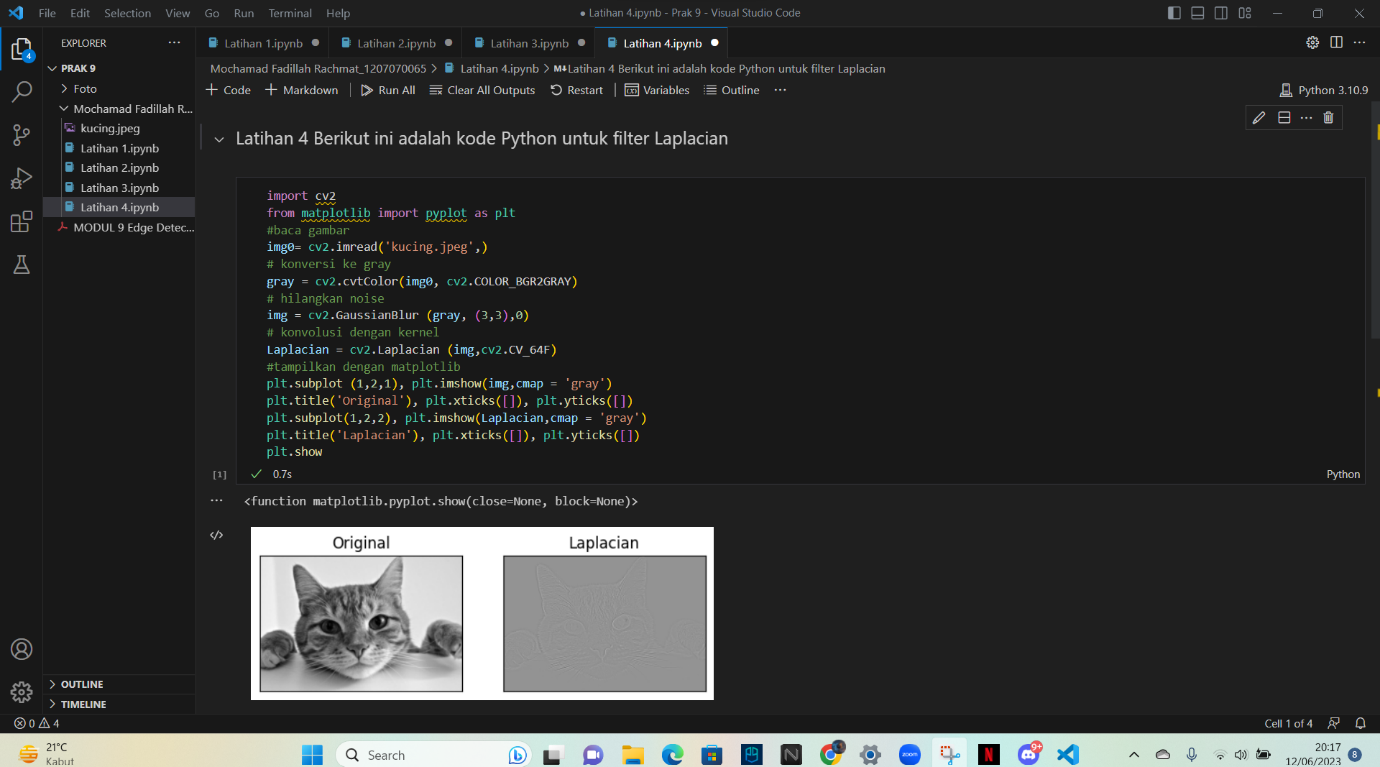 File Edit Selection View Go Run Terminal Help
● Latihan 4.ipynb - Prak 9 - Visual Studio Code
EXPLORER
Latihan 1.ipynb ● Latihan 2.ipynb ● Latihan 3.ipynb ● Latihan 4.ipynb ●
PRAK 9
Foto
Mochamad Fadillah R...
kucing.jpeg
Latihan 1.ipynb
Latihan 2.ipynb
Latihan 3.ipynb
Latihan 4.ipynb
MODUL 9 Edge Detec...
OUTLINE
TIMELINE
4
Mochamad Fadillah Rachmat_1207070065 > Latihan 4.ipynb > M↓Latihan 4 Berikut ini adalah kode Python untuk filter Laplacian
+ Code + Markdown | Run All Clear All Outputs Restart | Variables Outline ...
Python 3.10.9
Latihan 4 Berikut ini adalah kode Python untuk filter Laplacian
import cv2
from matplotlib import pyplot as plt
#baca gambar
img0= cv2.imread('kucing.jpeg',)
# konversi ke gray
gray = cv2.cvtColor(img0, cv2.COLOR_BGR2GRAY)
# hilangkan noise
img = cv2.GaussianBlur (gray, (3,3),0)
# konvolusi dengan kernel
Laplacian = cv2.Laplacian (img,cv2.CV_64F)
#tampilkan dengan matplotlib
plt.subplot (1,2,1), plt.imshow(img,cmap = 'gray')
plt.title('Original'), plt.xticks([]), plt.yticks([])
plt.subplot(1,2,2), plt.imshow(Laplacian,cmap = 'gray')
plt.title('Laplacian'), plt.xticks([]), plt.yticks([])
plt.show
[1] ✓ 0.7s
Python
<function matplotlib.pyplot.show(close=None, block=None)>
Original Laplacian
0 4
Cell 1 of 4
21°C
Kabut
Search
zoom
N
N
9+
20:17
12/06/2023
8